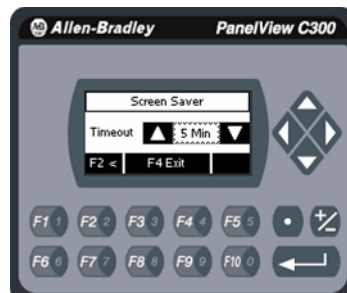 AB Allen-Bradley PanelView C300
Screen Saver
Timeout 5 Min
F2 < F4 Exit
F1 1 F2 2 F3 3 F4 4 F5 5 • +/-
F6 6 F7 7 F8 8 F9 9 F10 0